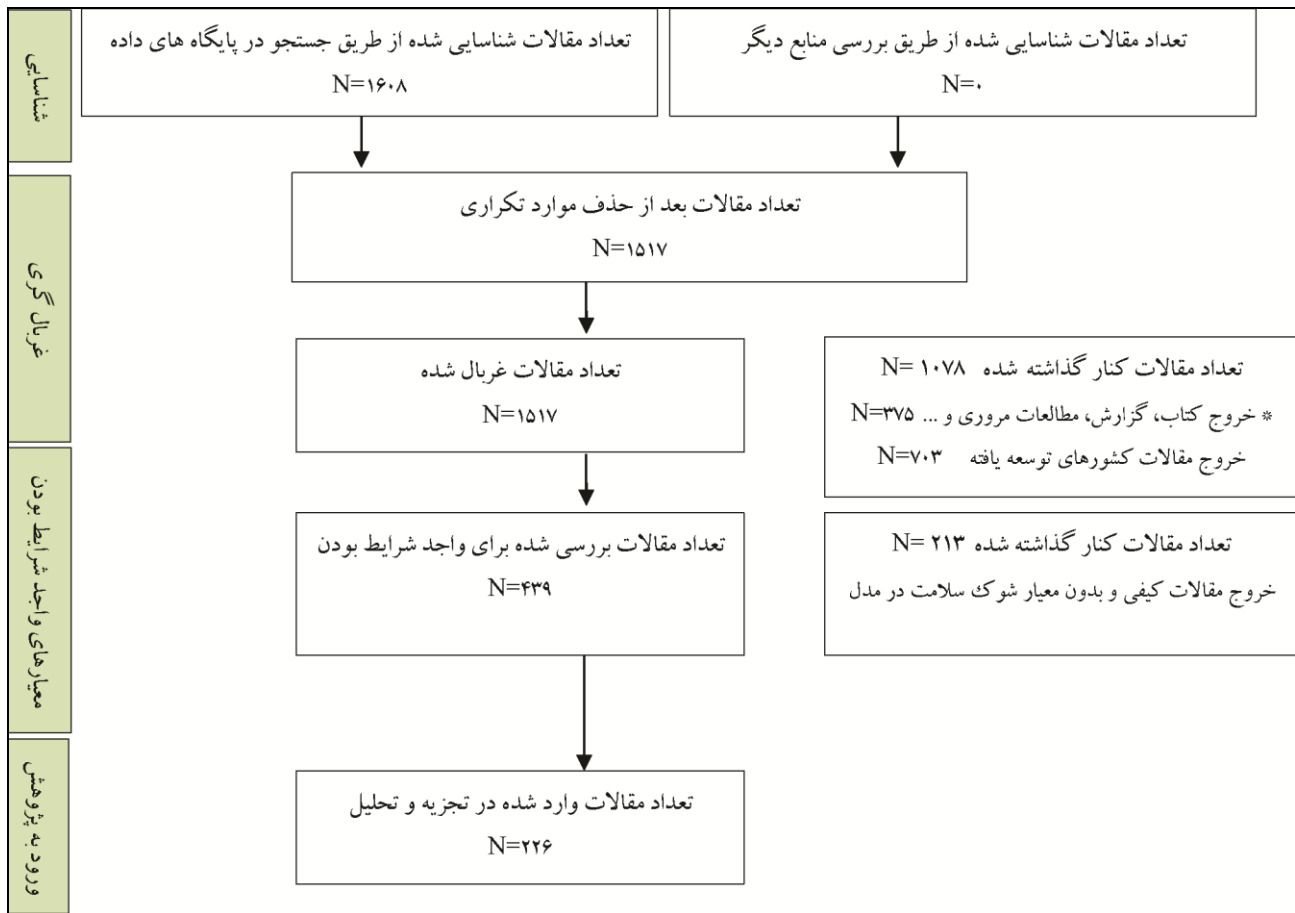 شناسایی
تعداد مقالات شناسایی شده از طریق بررسی منابع دیگر
N=۰
تعداد مقالات شناسایی شده از طریق جستجو در پایگاه های داده
N=۱۶۰۸
غربال گری
تعداد مقالات بعد از حذف موارد تکراری
N=۱۵۱۷
تعداد مقالات غربال شده
N=۱۵۱۷
تعداد مقالات کنار گذاشته شده N= ۱۰۷۸
* خروج کتاب، گزارش، مطالعات مروری و ... N=۳۷۵
خروج مقالات کشورهای توسعه یافته N=۷۰۳
معیارهای واجد شرایط بودن
تعداد مقالات بررسی شده برای واجد شرایط بودن
N=۴۳۹
تعداد مقالات کنار گذاشته شده N= ۲۱۳
خروج مقالات کیفی و بدون معیار شوک سلامت در مدل
ورود به پژوهش
تعداد مقالات وارد شده در تجزیه و تحلیل
N=۲۲۶